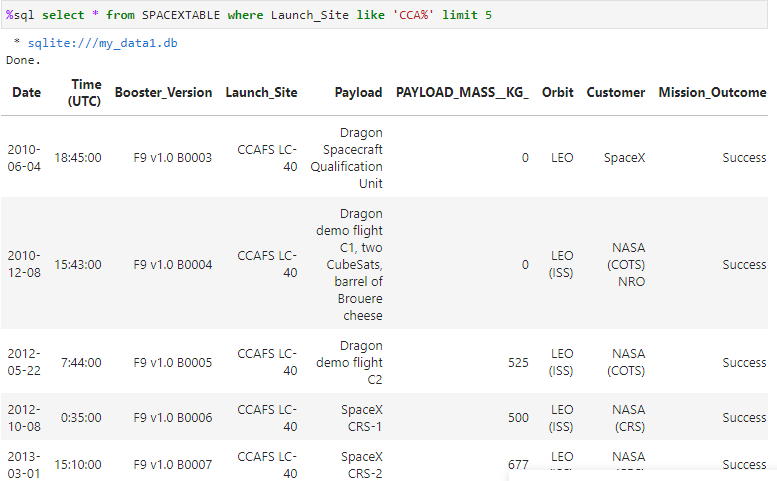 %sql select * from SPACEXTABLE where Launch_Site like 'CCA%' limit 5
* sqlite:///my_data1.db
Done.
Date Time (UTC) Booster_Version Launch_Site Payload PAYLOAD_MASS__KG_ Orbit Customer Mission_Outcome
2010-06-04 18:45:00 F9 v1.0 B0003 CCAFS LC-40 Dragon Spacecraft Qualification Unit 0 LEO SpaceX Success
2010-12-08 15:43:00 F9 v1.0 B0004 CCAFS LC-40 Dragon demo flight C1, two CubeSats, barrel of Brouere cheese 0 LEO (ISS) NASA (COTS) NRO Success
2012-05-22 7:44:00 F9 v1.0 B0005 CCAFS LC-40 Dragon demo flight C2 525 LEO (ISS) NASA (COTS) Success
2012-10-08 0:35:00 F9 v1.0 B0006 CCAFS LC-40 SpaceX CRS-1 500 LEO (ISS) NASA (CRS) Success
2013-03-01 15:10:00 F9 v1.0 B0007 CCAFS LC-40 SpaceX CRS-2 677 LEO NASA Success